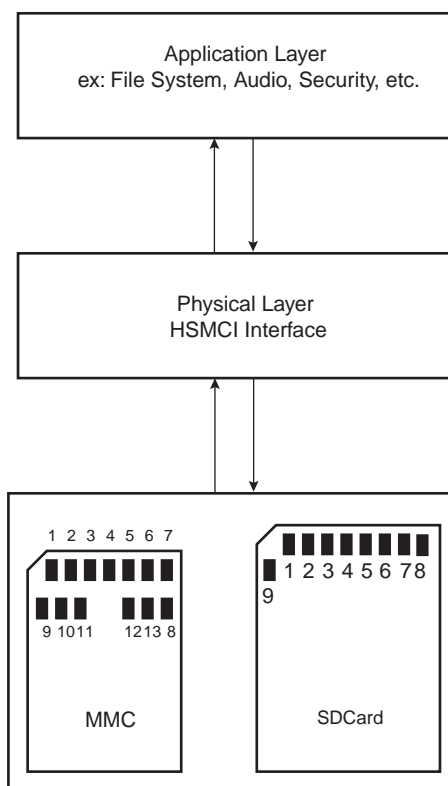 Application Layer
ex: File System, Audio, Security, etc.
Physical Layer
HSMCI Interface
1 2 3 4 5 6 7
9 10 11 12 13 8
MMC
1 2 3 4 5 6 7 8
9
SDCard